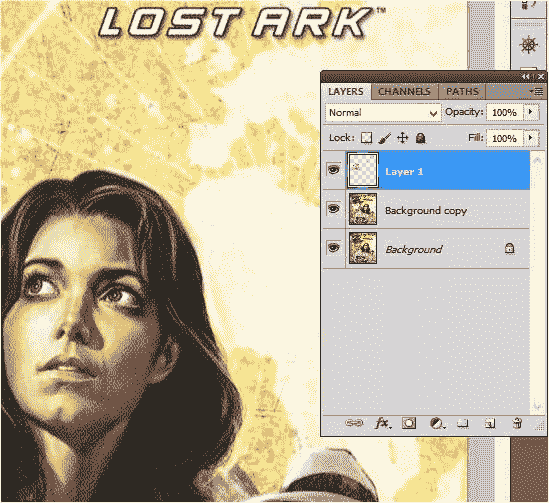 LOST ARK™
LAYERS CHANNELS PATHS
Normal Opacity: 100%
Lock: Fill: 100%
Layer 1
Background copy
Background
fx.